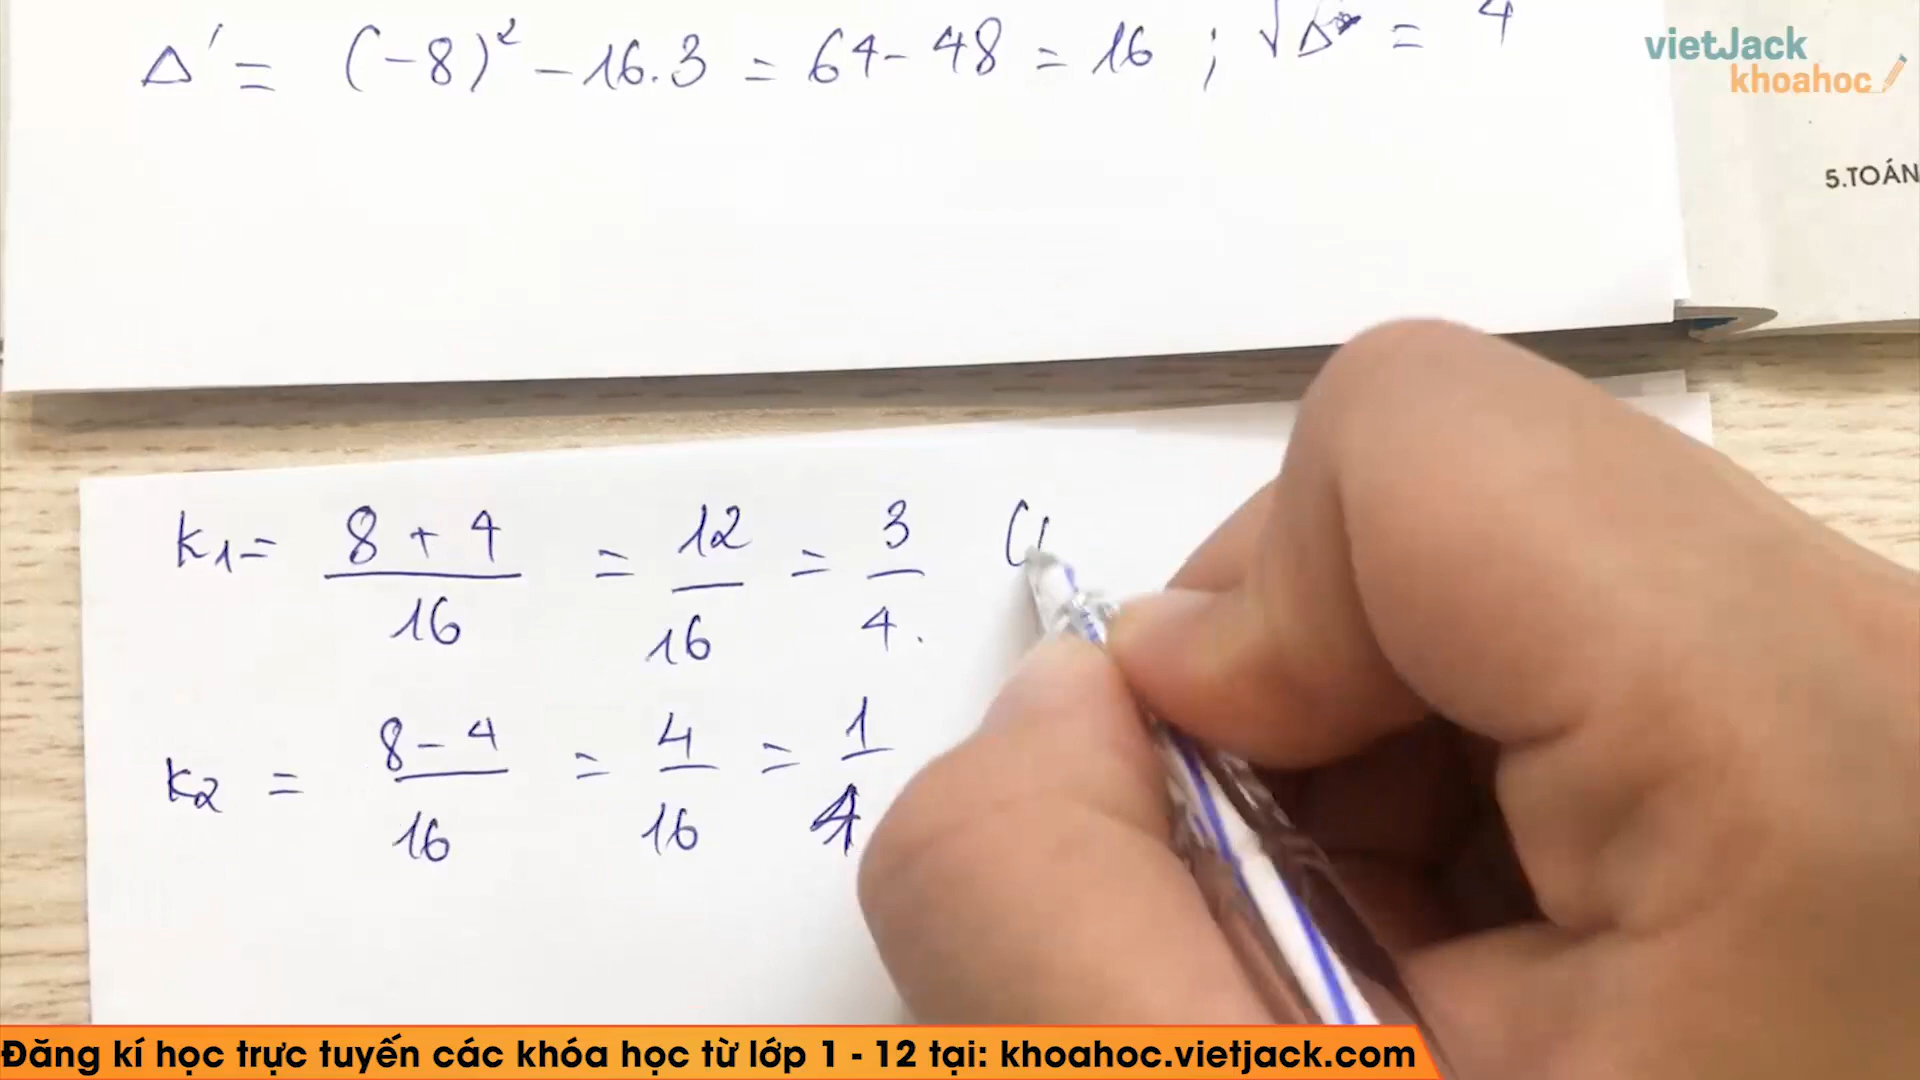 Δ' = (-8)² - 16.3 = 64 - 48 = 16 ; √Δ' = 4
vietJack
khoahoc
5.TOÁN
k₁ = (8 + 4)/16 = 12/16 = 3/4.
k₂ = (8 - 4)/16 = 4/16 = 1/4
Đăng kí học trực tuyến các khóa học từ lớp 1 - 12 tại: khoahoc.vietjack.com